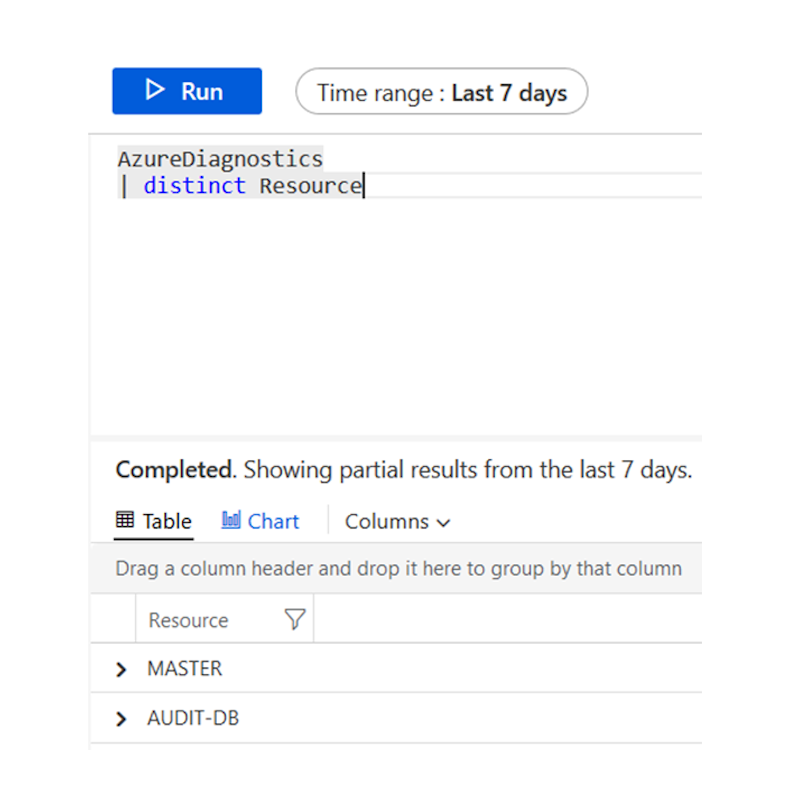 Run
Time range : Last 7 days
AzureDiagnostics
| distinct Resource
Completed. Showing partial results from the last 7 days.
Table Chart Columns
Drag a column header and drop it here to group by that column
Resource
MASTER
AUDIT-DB